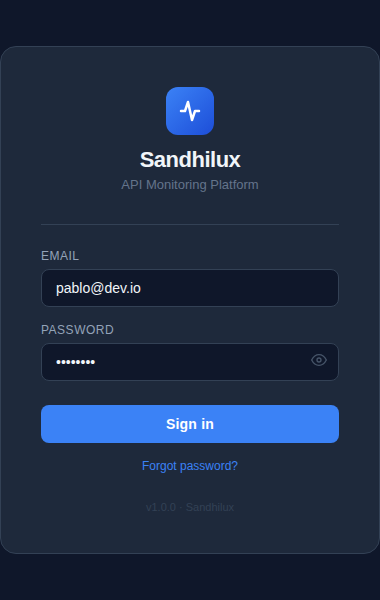 Sandhilux
API Monitoring Platform
EMAIL
pablo@dev.io
PASSWORD
••••••••
Sign in
Forgot password?
v1.0.0 · Sandhilux